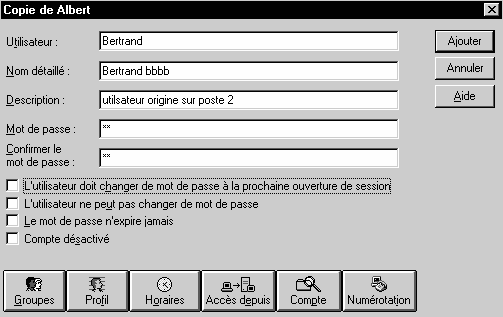 Copie de Albert
Utilisateur : Bertrand Ajouter
Nom détaillé : Bertrand bbbb Annuler
Description : utilsateur origine sur poste 2 Aide
Mot de passe : **
Confirmer le
mot de passe : **
L'utilisateur doit changer de mot de passe à la prochaine ouverture de session
L'utilisateur ne peut pas changer de mot de passe
Le mot de passe n'expire jamais
Compte désactivé
Groupes Profil Horaires Accès depuis Compte Numérotation